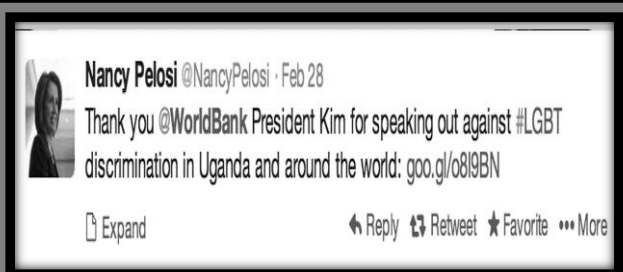 Nancy Pelosi @NancyPelosi · Feb 28
Thank you @WorldBank President Kim for speaking out against #LGBT
discrimination in Uganda and around the world: goo.gl/o8l9BN
Expand Reply Retweet Favorite More